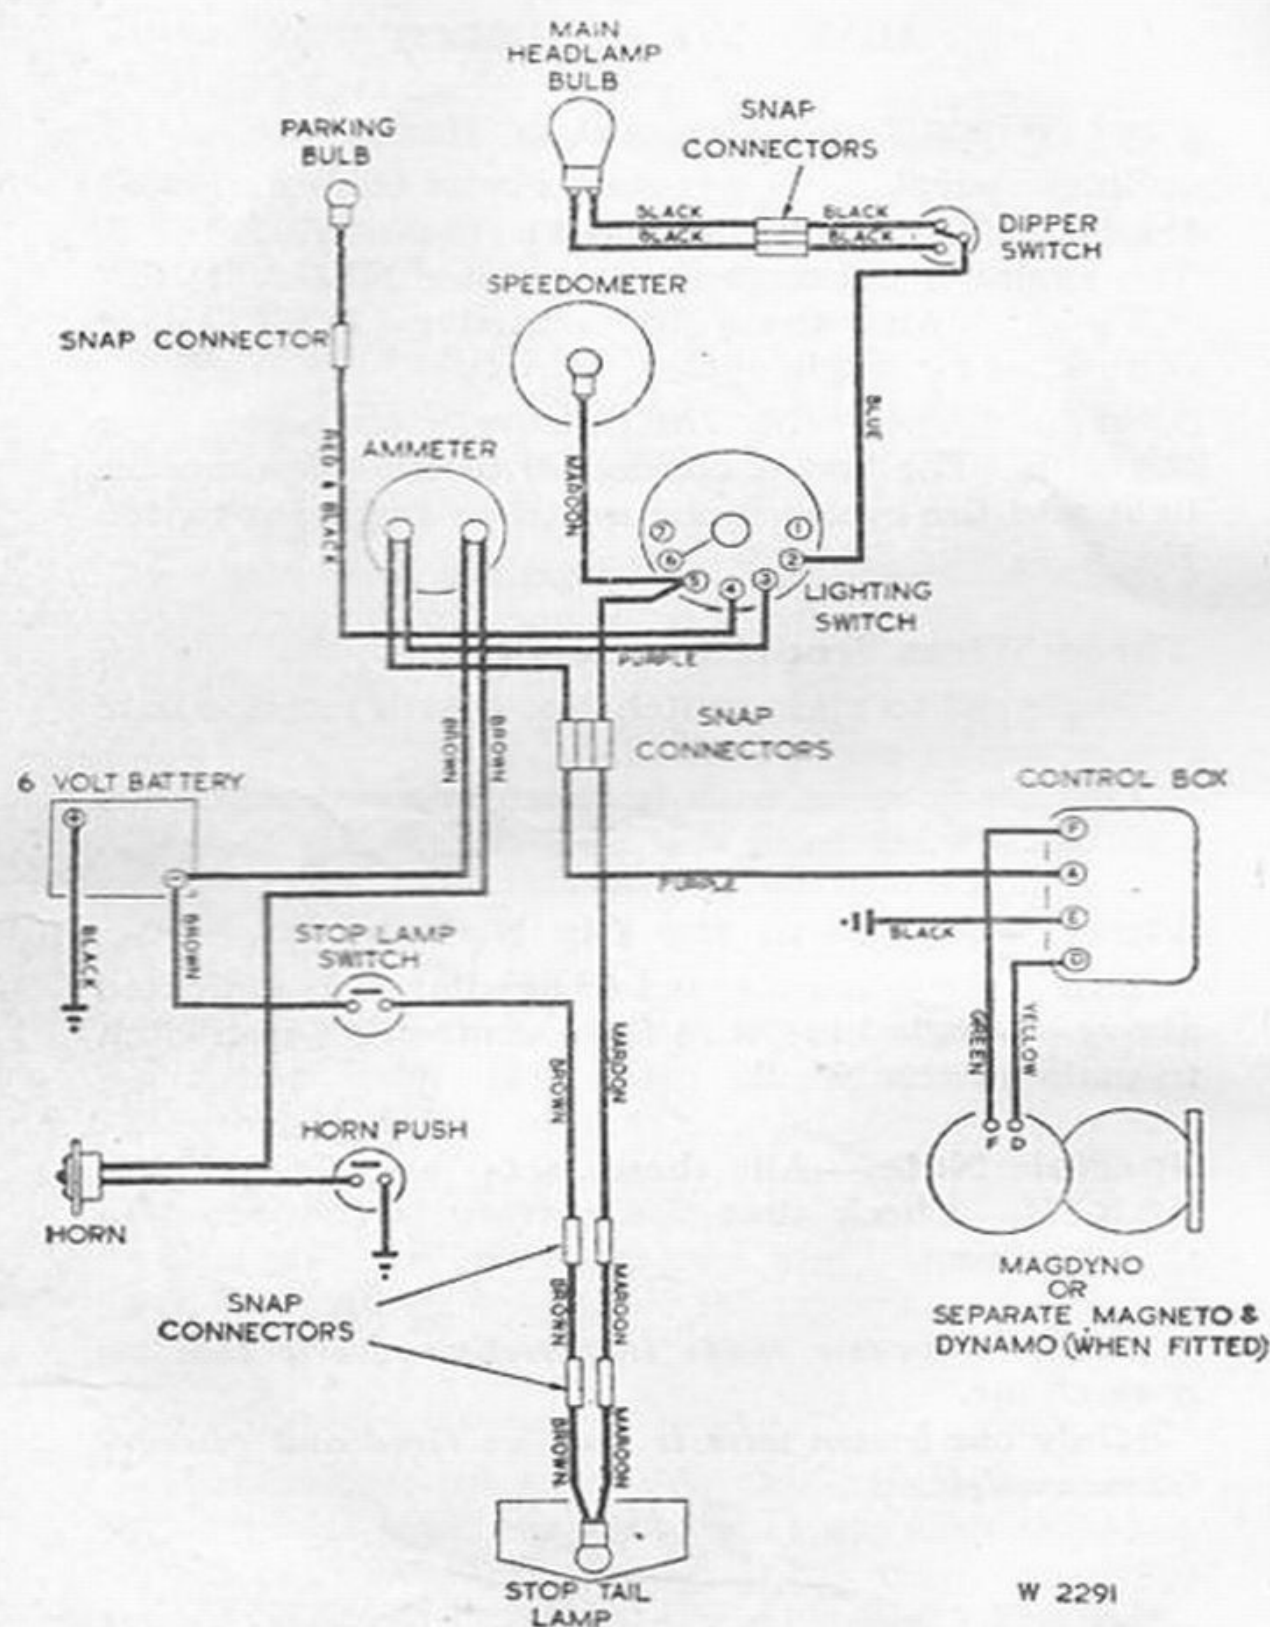 MAIN
HEADLAMP
BULB
SNAP
CONNECTORS
PARKING
BULB
BLACK
BLACK
BLACK
BLACK
DIPPER
SWITCH
SPEEDOMETER
SNAP CONNECTOR
BLUE
RED & BLACK
AMMETER
MAROON
7
6
5
4
3
2
1
LIGHTING
SWITCH
PURPLE
BROWN
BROWN
SNAP
CONNECTORS
6 VOLT BATTERY
CONTROL BOX
+
-
F
A
E
D
PURPLE
BLACK
BLACK
BROWN
STOP LAMP
SWITCH
GREEN
YELLOW
BROWN
MAROON
F D
HORN PUSH
HORN
MAGDYNO
OR
SEPARATE MAGNETO &
DYNAMO (WHEN FITTED)
SNAP
CONNECTORS
BROWN
MAROON
BROWN
MAROON
STOP TAIL
LAMP
W 2291